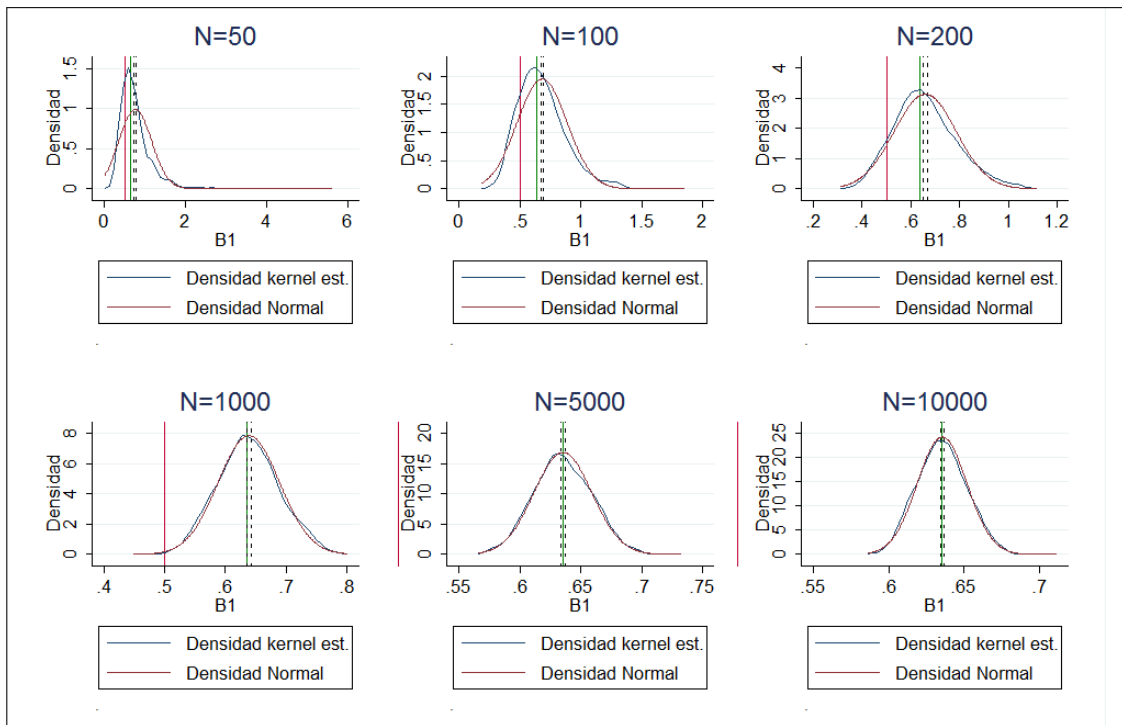 N=50
Densidad
0 .5 1 1.5
0 2 4 6
B1
Densidad kernel est.
Densidad Normal
N=100
Densidad
0 .5 1 1.5 2
0 .5 1 1.5 2
B1
Densidad kernel est.
Densidad Normal
N=200
Densidad
0 1 2 3 4
.2 .4 .6 .8 1 1.2
B1
Densidad kernel est.
Densidad Normal
N=1000
Densidad
0 2 4 6 8
.4 .5 .6 .7 .8
B1
Densidad kernel est.
Densidad Normal
N=5000
Densidad
0 5 10 15 20
.55 .6 .65 .7 .75
B1
Densidad kernel est.
Densidad Normal
N=10000
Densidad
0 5 10 15 20 25
.55 .6 .65 .7
B1
Densidad kernel est.
Densidad Normal